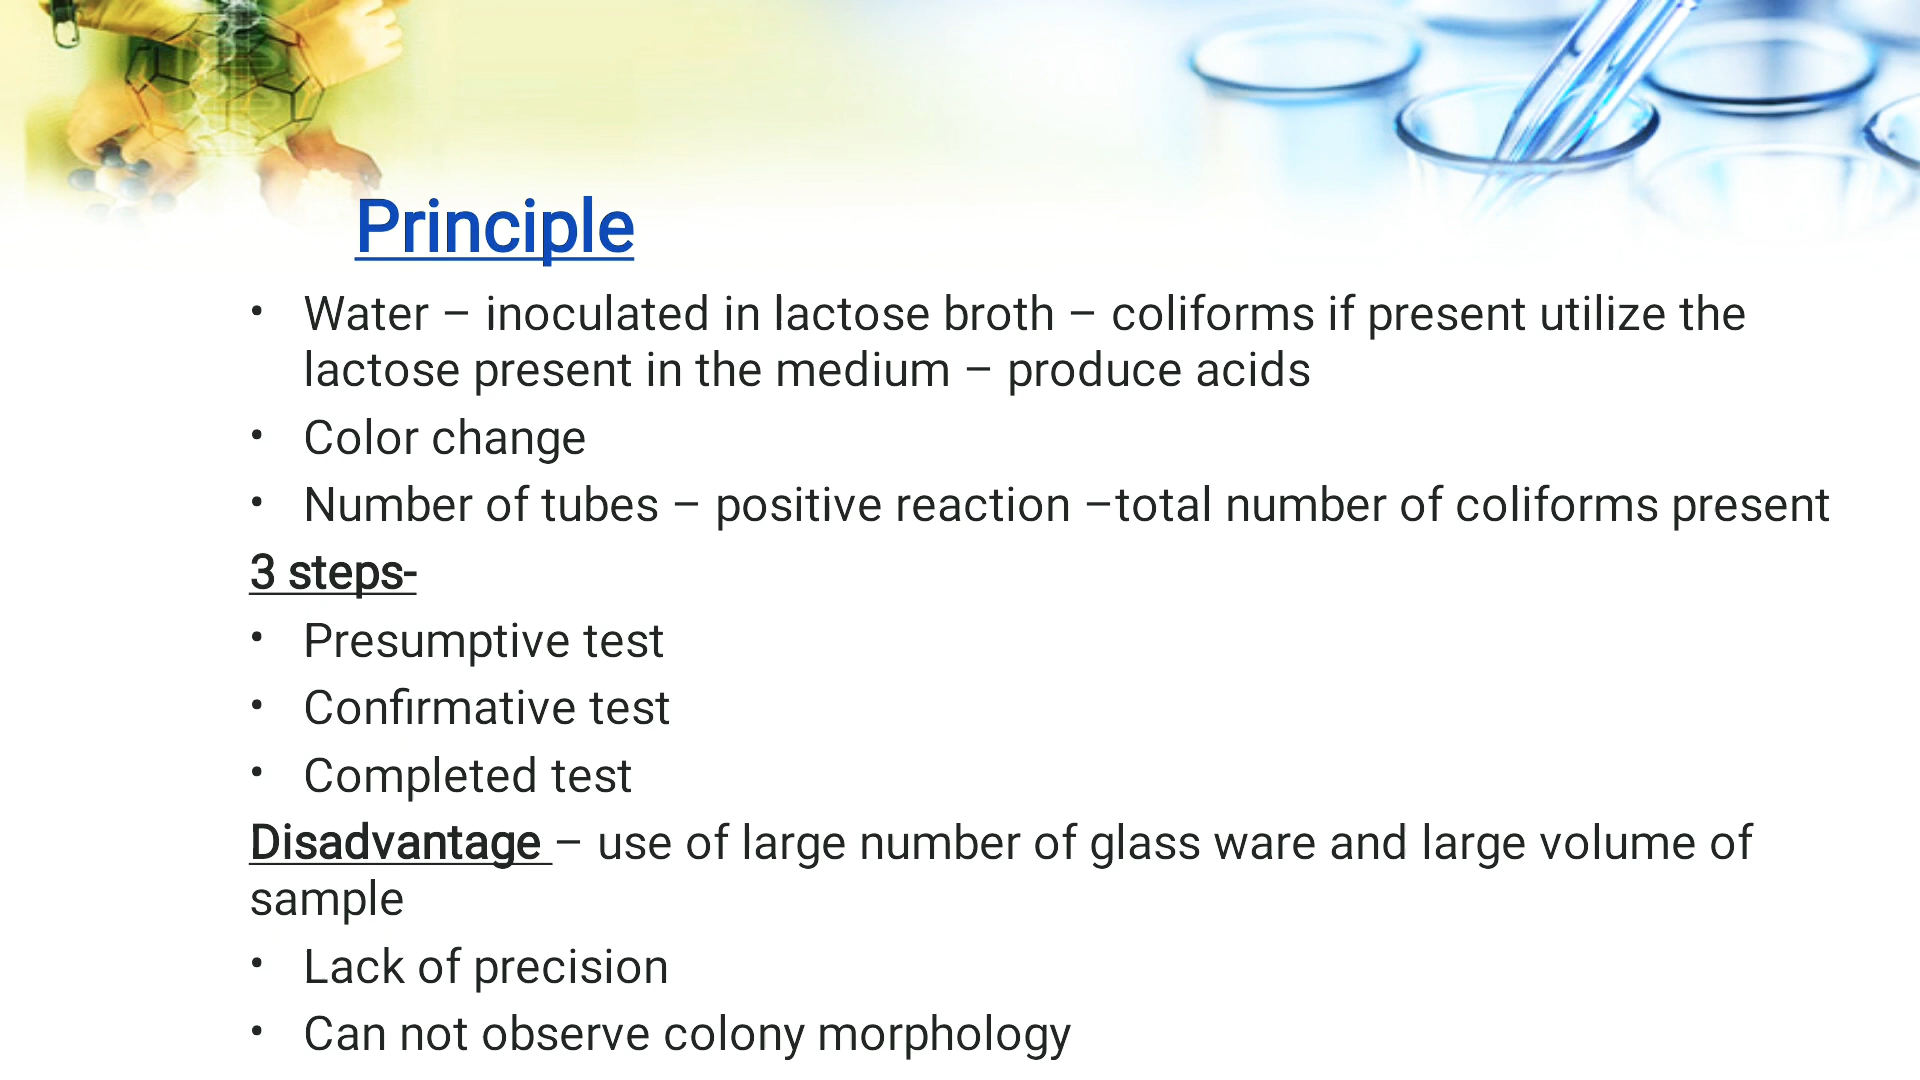 Principle
• Water – inoculated in lactose broth – coliforms if present utilize the
lactose present in the medium – produce acids
• Color change
• Number of tubes – positive reaction –total number of coliforms present
3 steps-
• Presumptive test
• Confirmative test
• Completed test
Disadvantage – use of large number of glass ware and large volume of
sample
• Lack of precision
• Can not observe colony morphology